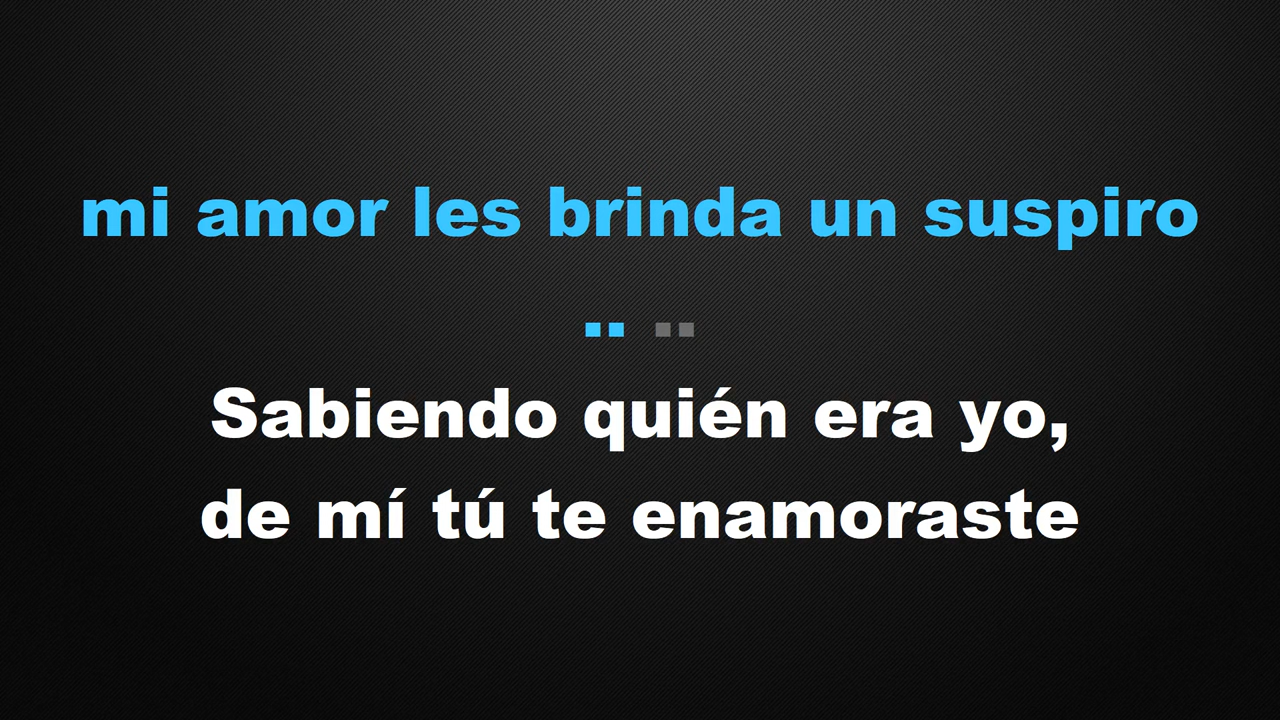 mi amor les brinda un suspiro
Sabiendo quién era yo,
de mí tú te enamoraste